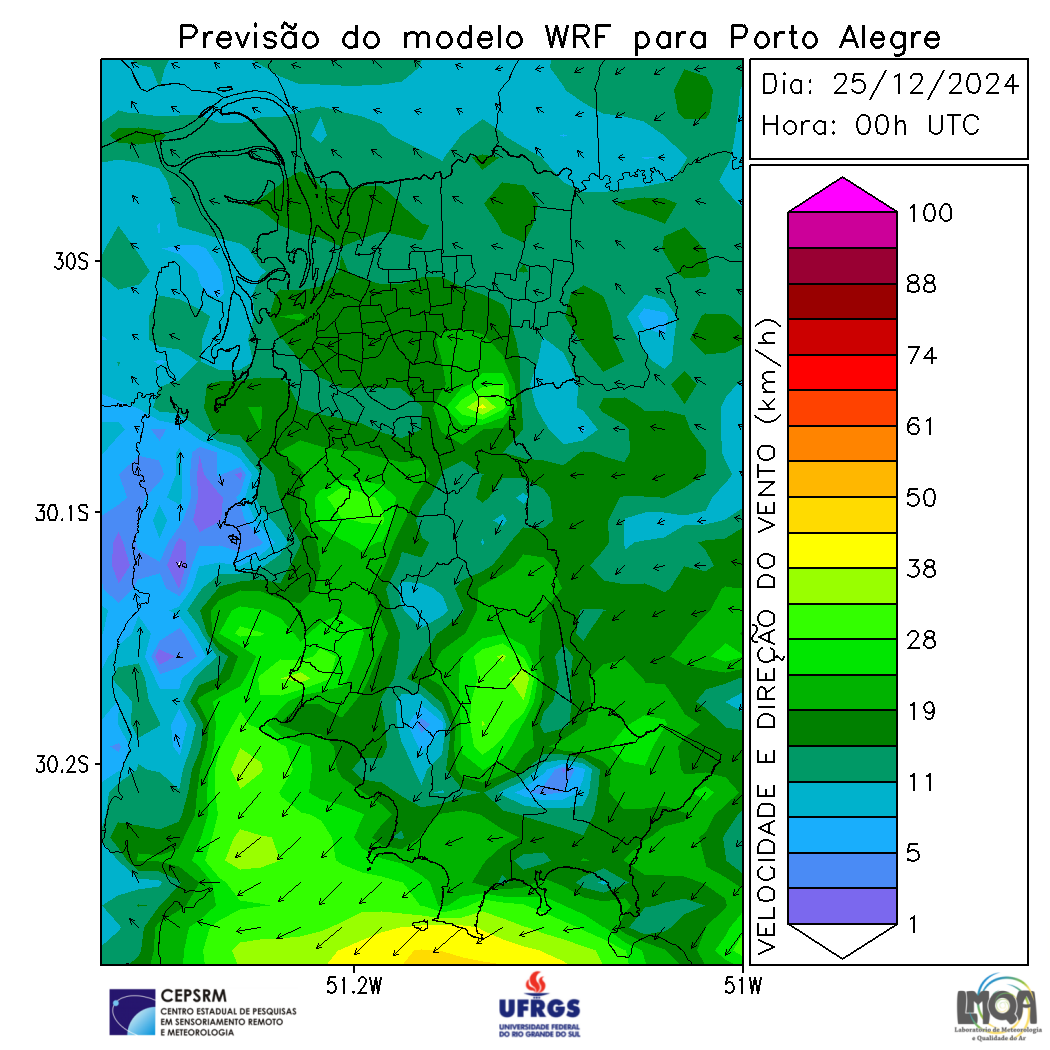 Previsão do modelo WRF para Porto Alegre
Dia: 25/12/2024
Hora: 00h UTC
30S
30.1S
30.2S
51.2W
51W
VELOCIDADE E DIREÇÃO DO VENTO (km/h)
100
88
74
61
50
38
28
19
11
5
1
CEPSRM
CENTRO ESTADUAL DE PESQUISAS
EM SENSORIAMENTO REMOTO
E METEOROLOGIA
UFRGS
UNIVERSIDADE FEDERAL
DO RIO GRANDE DO SUL
LMQA
Laboratório de Meteorologia
e Qualidade do Ar